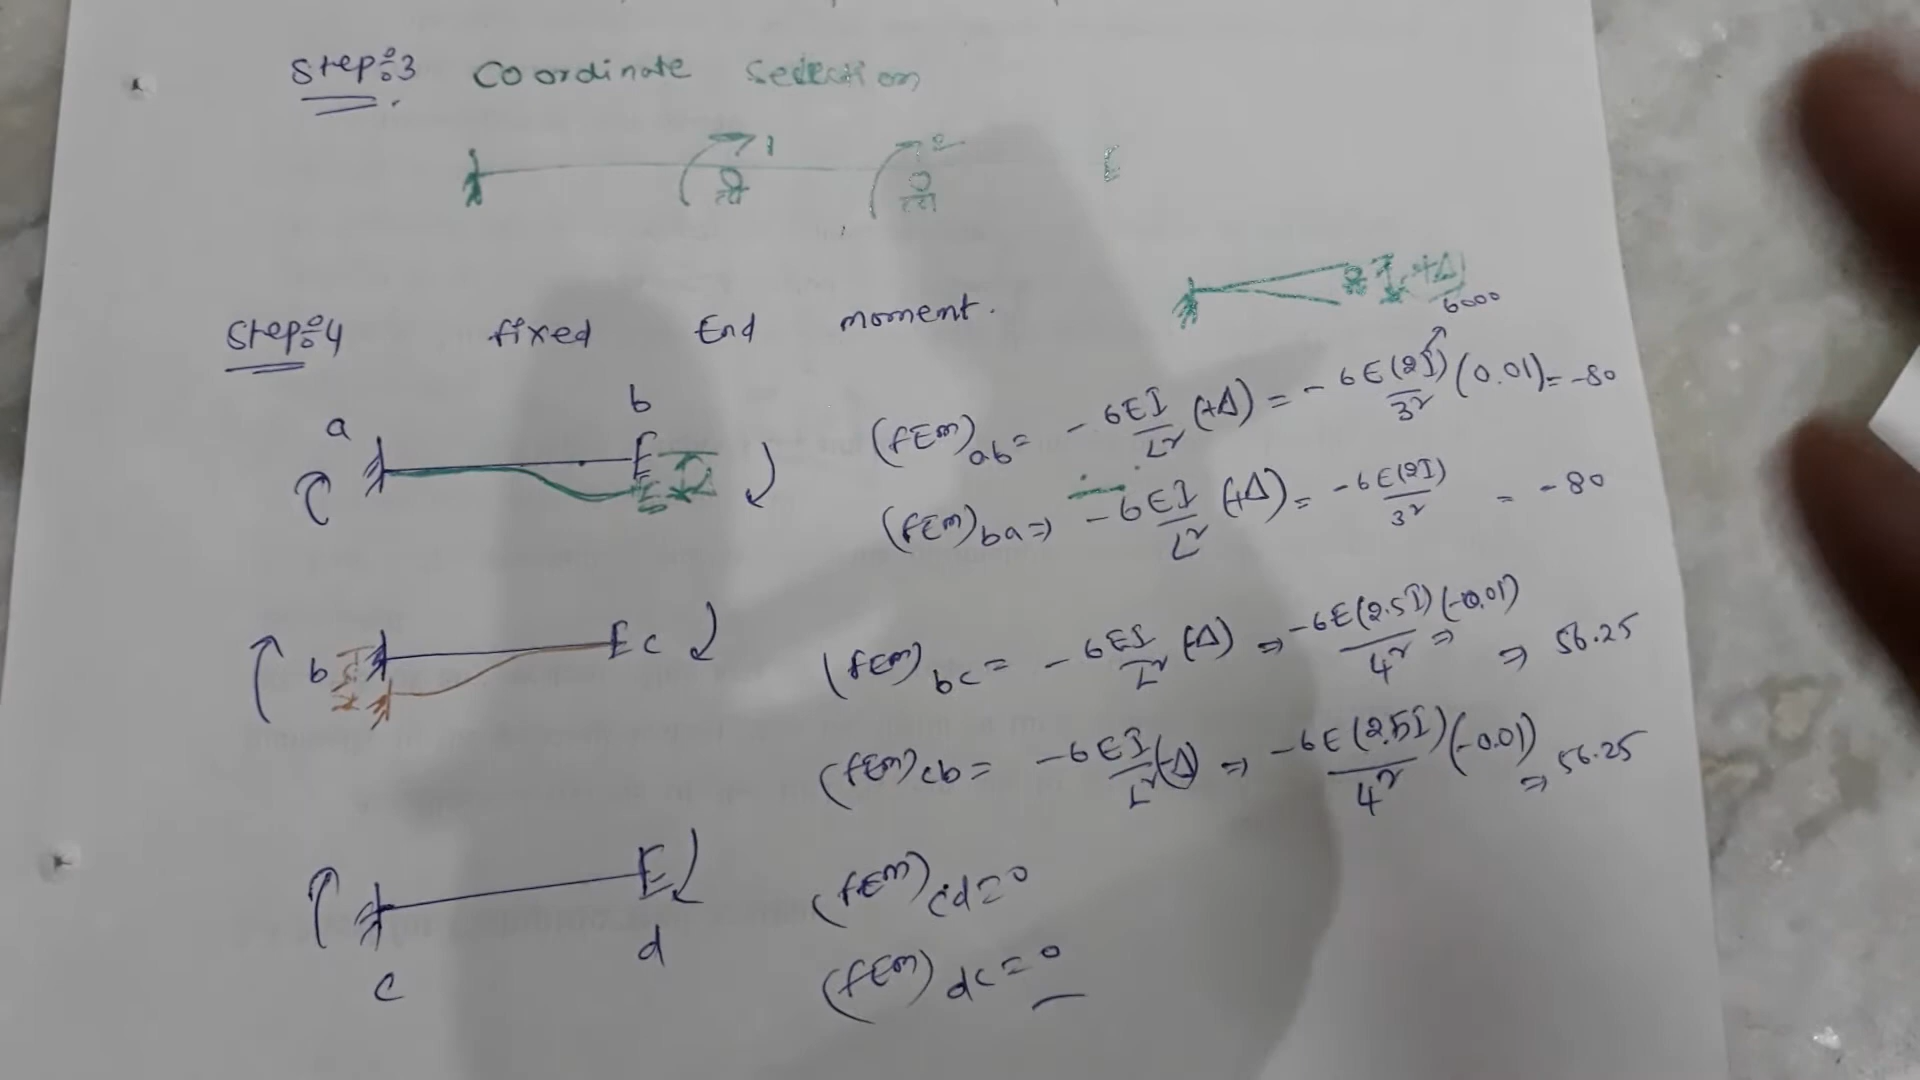 Step:3 Coordinate Selection
1 2
Step:4 fixed End moment.
+Δ
6000
a b
(fEm)ab = - 6EI/L² (+Δ) = - 6E(2I)/3² (0.01) = -80
(fEm)ba => -6EI/L² (+Δ) = -6E(2I)/3² = -80
b c
(fEm)bc = - 6EI/L² (-Δ) => -6E(2.5I)(-0.01)/4² => => 56.25
(fEm)cb = -6EI/L² (-Δ) => -6E(2.5I)/4² (-0.01) => 56.25
c d
(fEm)cd = 0
(fEm)dc = 0